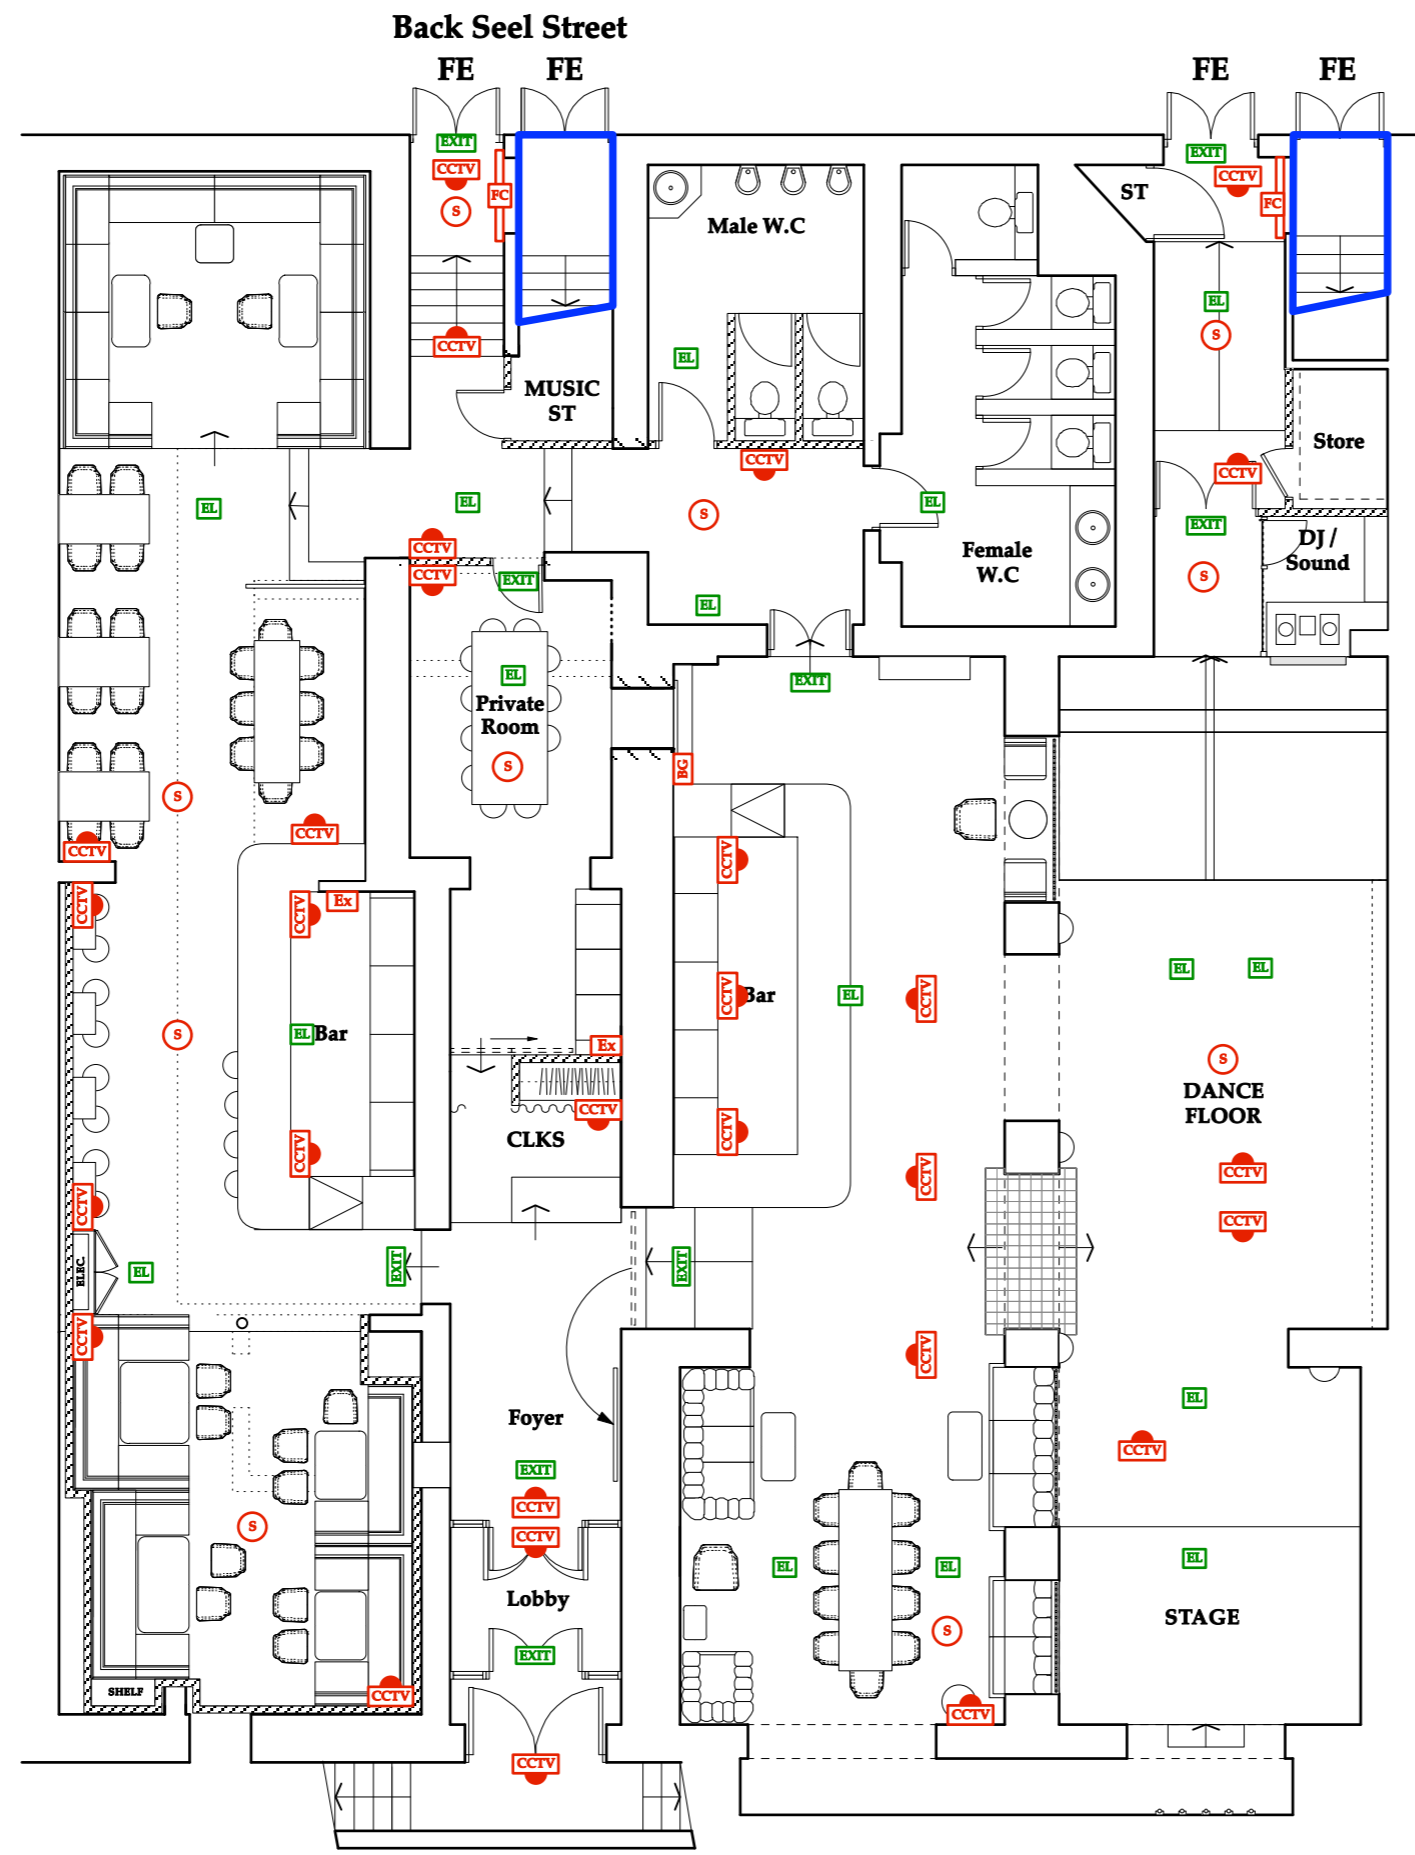 Back Seel Street
FE FE FE FE
EXIT
EXIT
CCTV
CCTV
FC
FC
S
ST
Male W.C
EL
S
CCTV
EL
MUSIC
ST
Store
CCTV
CCTV
EL
EL
EL
S
EXIT
DJ /
Sound
CCTV
CCTV
EXIT
Female
W.C
S
EL
EL
EXIT
Private
Room
S
BG
S
CCTV
CCTV
CCTV
CCTV
Ex
CCTV
EL
EL
CCTV
Bar
EL
CCTV
S
EL
Bar
Ex
S
DANCE
FLOOR
CCTV
CLKS
CCTV
CCTV
CCTV
CCTV
CCTV
CCTV
ELEC.
EL
EXIT
EXIT
CCTV
CCTV
EL
Foyer
CCTV
EXIT
CCTV
S
CCTV
EL
EL
EL
Lobby
STAGE
S
EXIT
SHELF
CCTV
CCTV
CCTV